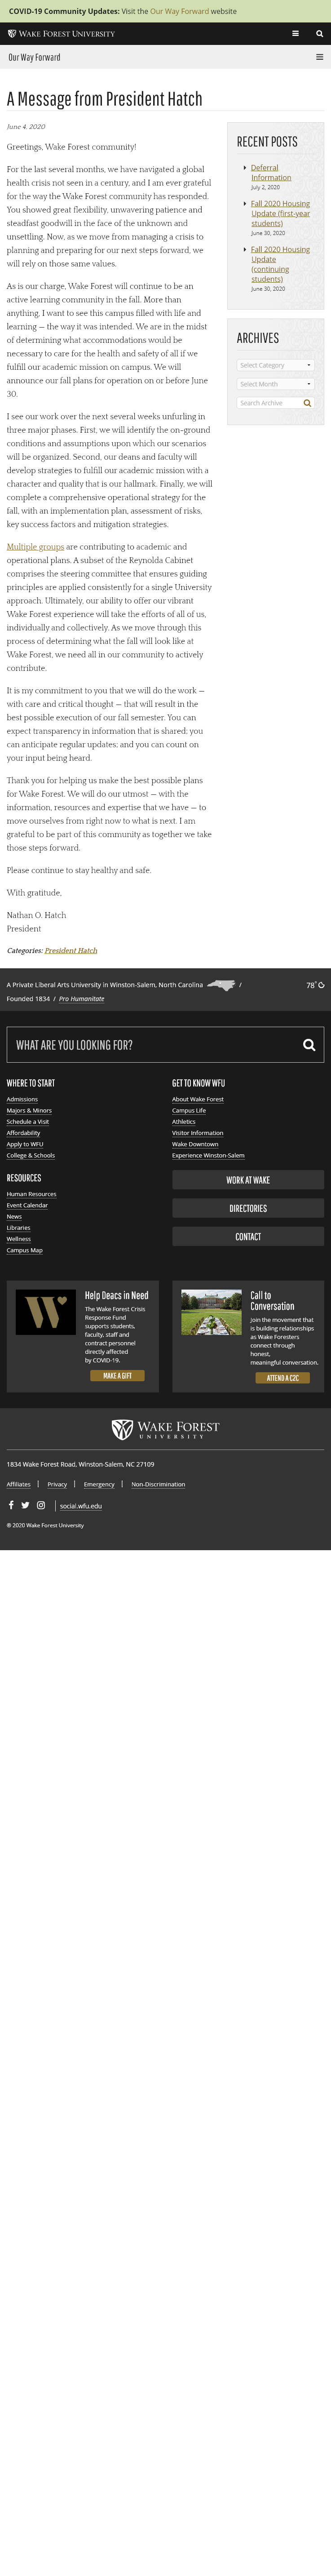 COVID-19 Community Updates: Visit the Our Way Forward website
WAKE FOREST UNIVERSITY
Our Way Forward
A Message from President Hatch
June 4, 2020
Greetings, Wake Forest community!
For the last several months, we have navigated a global
health crisis not seen in a century, and I am ever grateful
for the way the Wake Forest community has responded.
You showed great flexibility, unwavering patience and
steadfast goodwill in the face of the unknown and
unsettling. Now, as we move from managing a crisis to
planning and preparing for our next steps forward, we
will rely on those same values.
As is our charge, Wake Forest will continue to be an
active learning community in the fall. More than
anything, I want to see this campus filled with life and
learning — the way it was intended. We are in the midst
of determining what accommodations are would be
necessary to take care of the health and safety of all if we
fulfill our academic mission on campus. We will
announce our fall plans for operation on or before June
30.
I see our work over the next several weeks unfurling in
four major phases. First, we will identify the on-campus
conditions and assumptions upon which our scenarios
will be organized. Second, our deans and faculty will
develop strategies to fulfill our academic mission with a
character and quality that is our hallmark. Finally, we will
complete a comprehensive operational strategy for the
fall, with an implementation plan, assessment of risks,
key success factors and mitigation strategies.
Multiple groups are contributing to academic and
operational plans. A subset of the Reynolda Cabinet
comprises the steering committee that ensures guiding
principles are applied consistently for a single University
approach. Ultimately, our ability to offer our vibrant
Wake Forest experience will take the efforts of all of us,
individually and collectively. As we move through this
process of determining what the fall will look like at
Wake Forest, we need all in our community to actively
contribute.
It is my commitment to you that we will do the work —
with care and critical thought — that will result in the
best possible execution of our fall semester. You can
expect transparency in information that is shared; you
can anticipate regular updates; and you can count on
your input being heard.
Thank you for helping us make the best possible plans
for Wake Forest. We will do our utmost — with the
information, resources and expertise that we have — to
move ourselves from right now to what is next. I am
grateful to be part of this community as together we take
those steps forward.
Please continue to stay healthy and safe.
With gratitude,
Nathan O. Hatch
President
Categories: President Hatch
RECENT POSTS
Deferral
Information
July 2, 2020
Fall 2020 Housing
Update (first-year
students)
June 30, 2020
Fall 2020 Housing
Update
(continuing
students)
June 30, 2020
ARCHIVES
Select Category
Select Month
Search Archive
A Private Liberal Arts University in Winston-Salem, North Carolina /
Founded 1834 / Pro Humanitate
78°
WHAT ARE YOU LOOKING FOR?
WHERE TO START
Admissions
Majors & Minors
Schedule a Visit
Affordability
Apply to WFU
College & Schools
GET TO KNOW WFU
About Wake Forest
Campus Life
Athletics
Visitor Information
Wake Downtown
Experience Winston-Salem
RESOURCES
Human Resources
Event Calendar
News
Libraries
Wellness
Campus Map
WORK AT WAKE
DIRECTORIES
CONTACT
W
Help Deacs in Need
The Wake Forest Crisis
Response Fund
supports students,
faculty, staff and
contract personnel
directly affected
by COVID-19.
MAKE A GIFT
Call to
Conversation
Join the movement that
is building relationships
as Wake Foresters
connect through
honest,
meaningful conversation.
ATTEND A C2C
WAKE FOREST
UNIVERSITY
1834 Wake Forest Road, Winston-Salem, NC 27109
Affiliates | Privacy | Emergency | Non-Discrimination
social.wfu.edu
© 2020 Wake Forest University